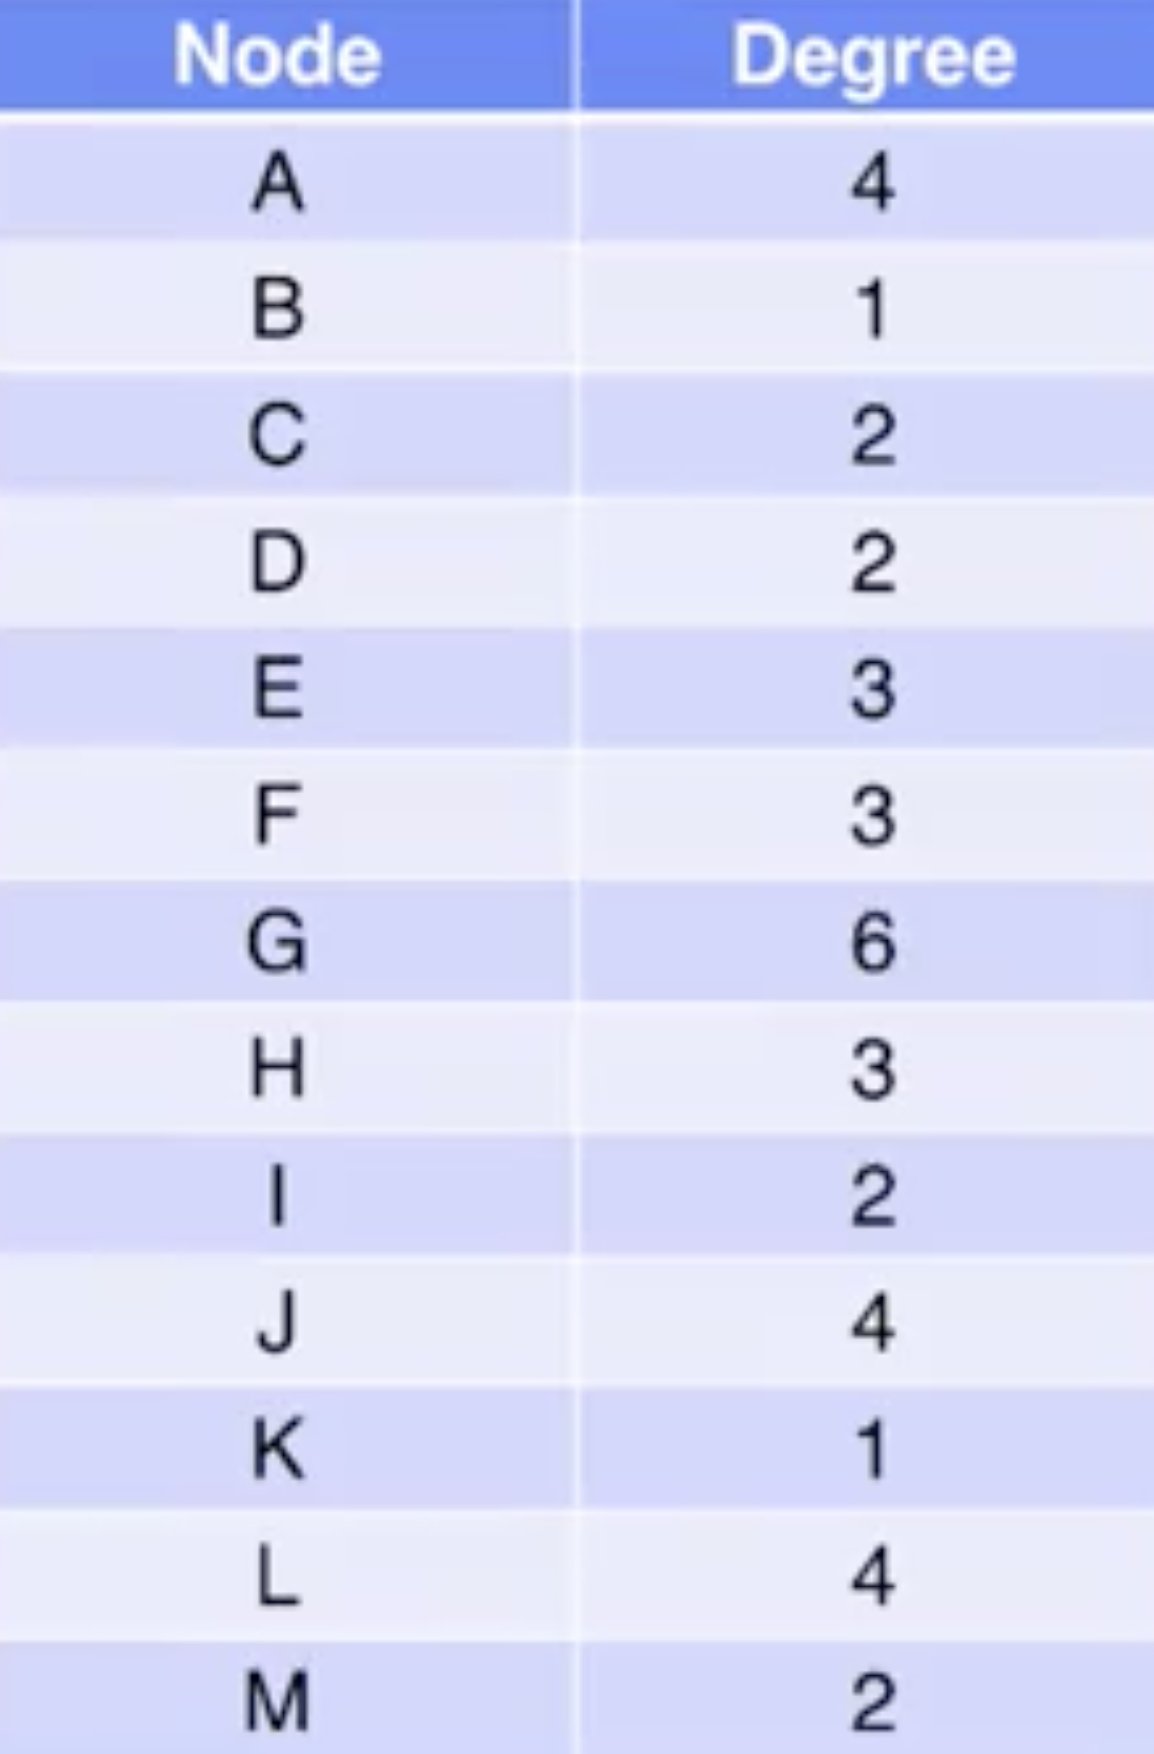 Node Degree
A 4
B 1
C 2
D 2
E 3
F 3
G 6
H 3
I 2
J 4
K 1
L 4
M 2